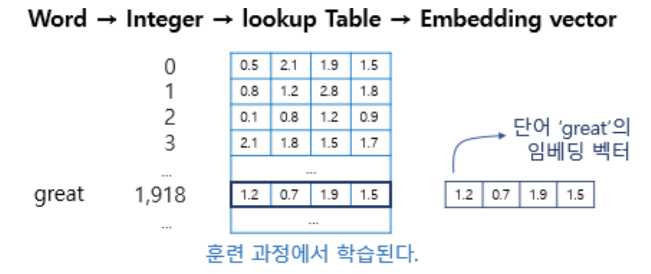 Word → Integer → lookup Table → Embedding vector
0 0.5 2.1 1.9 1.5
1 0.8 1.2 2.8 1.8
2 0.1 0.8 1.2 0.9
3 2.1 1.8 1.5 1.7
... ...
great 1,918 1.2 0.7 1.9 1.5
... ...
훈련 과정에서 학습된다.
단어 'great'의
임베딩 벡터
1.2 0.7 1.9 1.5